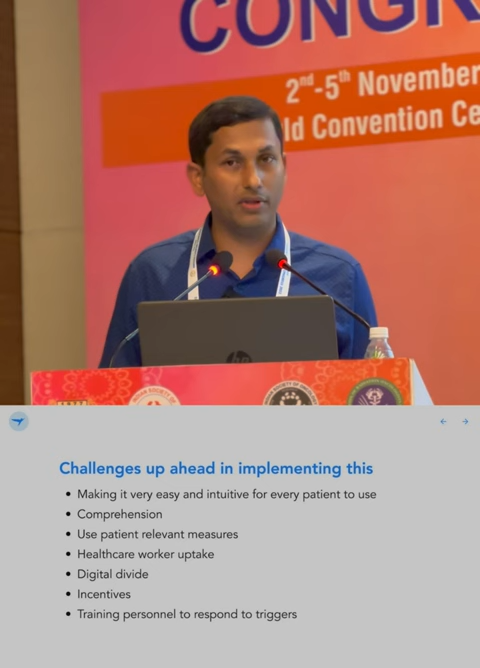 CONGR
2nd-5th November
ld Convention Ce
hp
Challenges up ahead in implementing this
• Making it very easy and intuitive for every patient to use
• Comprehension
• Use patient relevant measures
• Healthcare worker uptake
• Digital divide
• Incentives
• Training personnel to respond to triggers